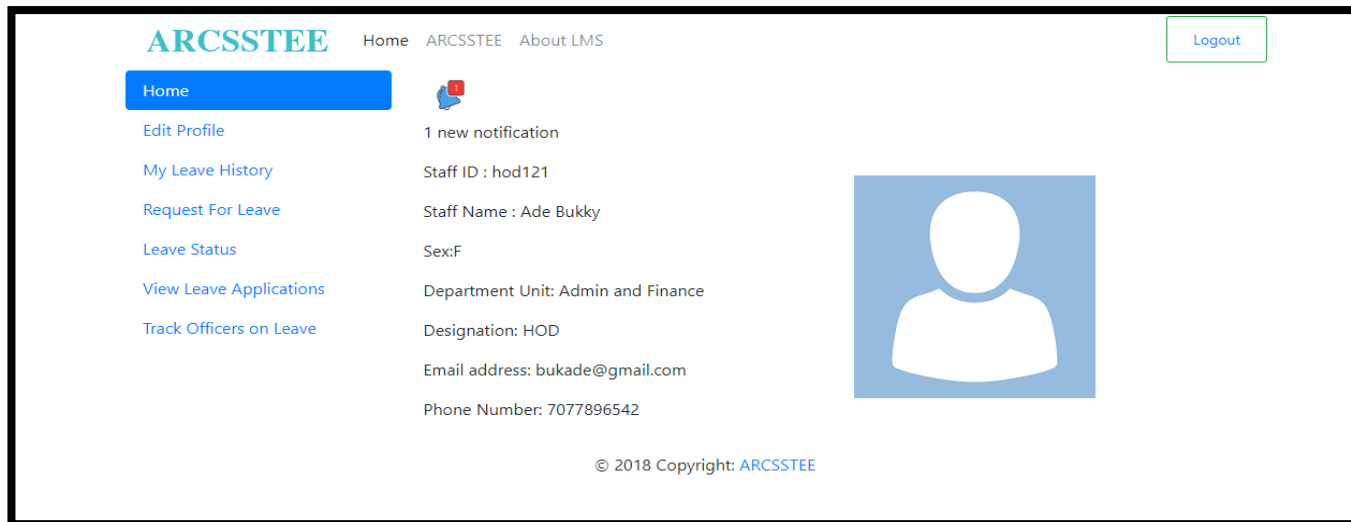 ARCSSTEE Home ARCSSTEE About LMS Logout
Home
Edit Profile
My Leave History
Request For Leave
Leave Status
View Leave Applications
Track Officers on Leave
1
1 new notification
Staff ID : hod121
Staff Name : Ade Bukky
Sex:F
Department Unit: Admin and Finance
Designation: HOD
Email address: bukade@gmail.com
Phone Number: 7077896542
© 2018 Copyright: ARCSSTEE